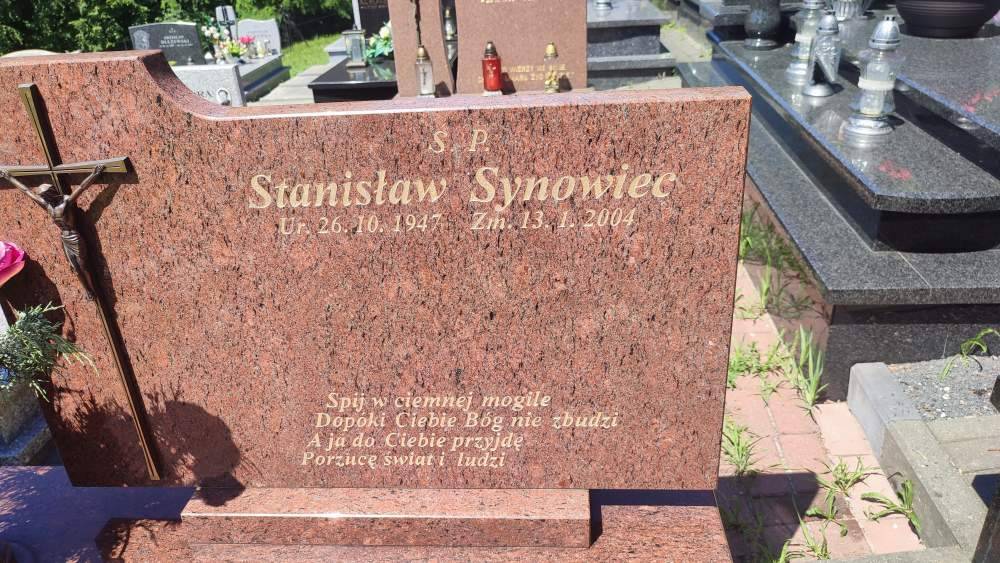 Ś. P.
Stanisław Synowiec
Ur. 26. 10. 1947 Zm. 13. 1. 2004
Śpij w ciemnej mogile
Dopóki Ciebie Bóg nie zbudzi
A ja do Ciebie przyjdę
Porzucę świat i ludzi